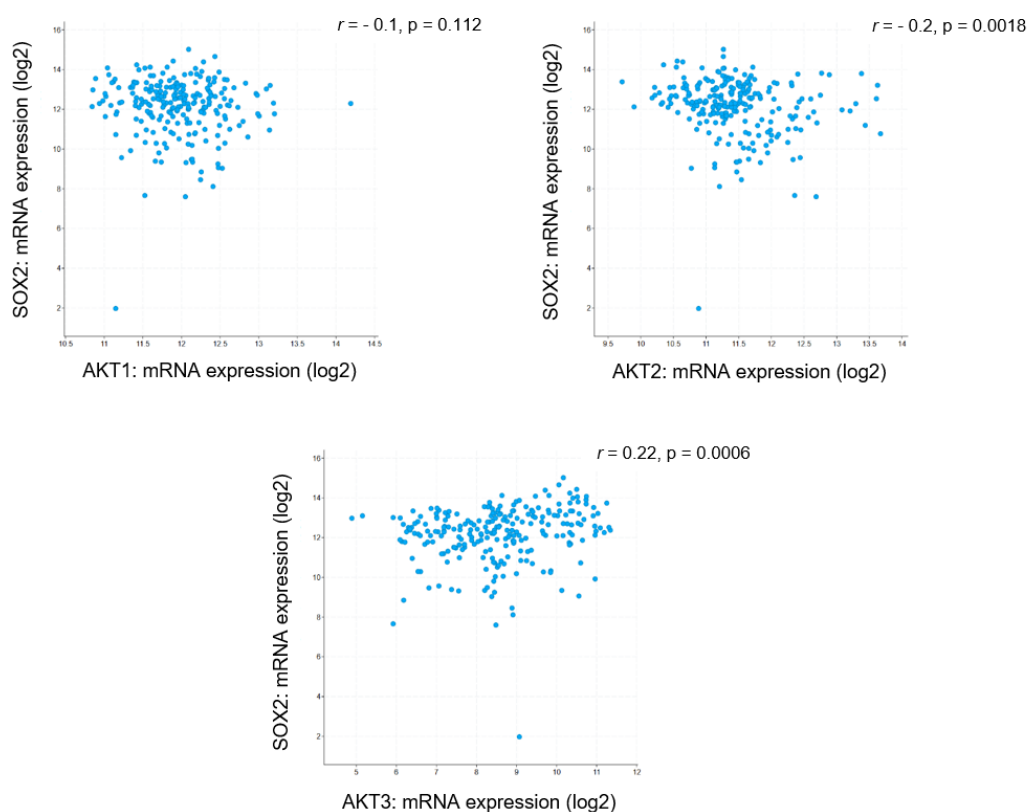 r = - 0.1, p = 0.112
SOX2: mRNA expression (log2)
16
14
12
10
8
6
4
2
10.5 11 11.5 12 12.5 13 13.5 14 14.5
AKT1: mRNA expression (log2)
r = - 0.2, p = 0.0018
SOX2: mRNA expression (log2)
16
14
12
10
8
6
4
2
9.5 10 10.5 11 11.5 12 12.5 13 13.5 14
AKT2: mRNA expression (log2)
r = 0.22, p = 0.0006
SOX2: mRNA expression (log2)
16
14
12
10
8
6
4
2
5 6 7 8 9 10 11 12
AKT3: mRNA expression (log2)